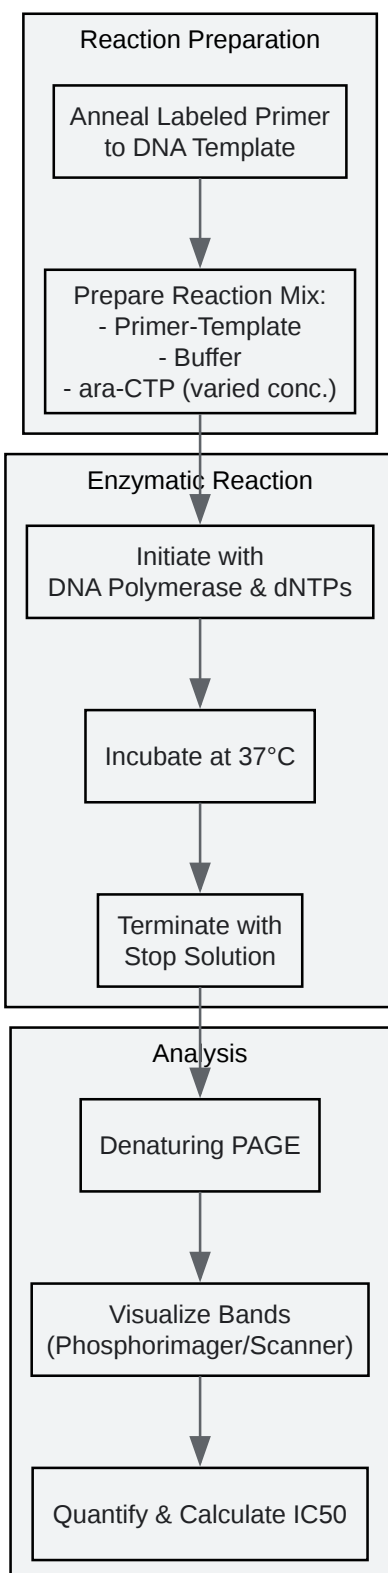 Reaction Preparation
Anneal Labeled Primer
to DNA Template
Prepare Reaction Mix:
- Primer-Template
- Buffer
- ara-CTP (varied conc.)
Enzymatic Reaction
Initiate with
DNA Polymerase & dNTPs
Incubate at 37°C
Terminate with
Stop Solution
Analysis
Denaturing PAGE
Visualize Bands
(Phosphorimager/Scanner)
Quantify & Calculate IC50